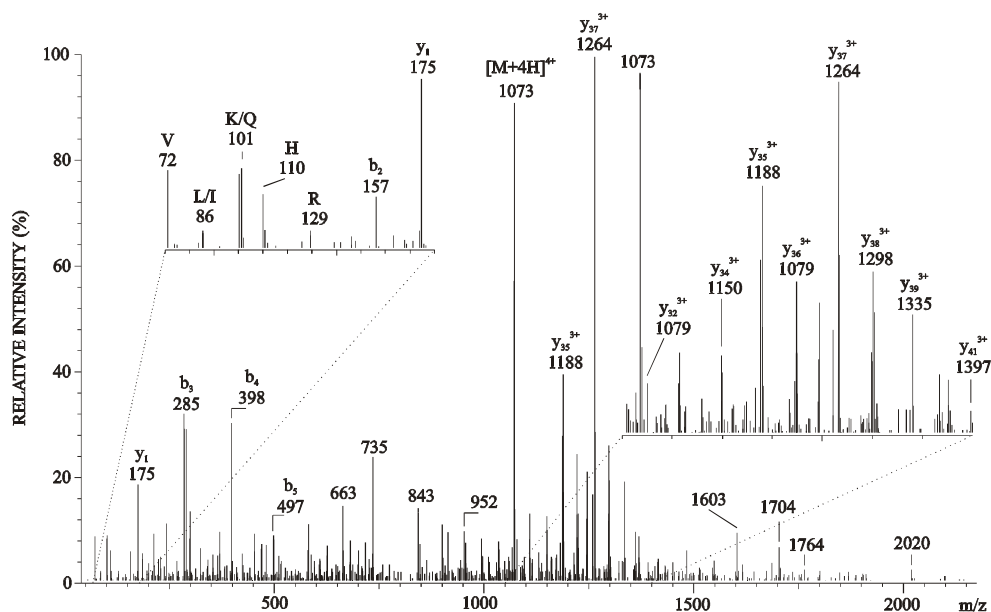 RELATIVE INTENSITY (%)
100
80
60
40
20
0
500
1000
1500
2000
m/z
V
72
L/I
86
K/Q
101
H
110
R
129
b2
157
y1
175
[M+4H]4+
1073
y37 3+
1264
1073
y32 3+
1079
y34 3+
1150
y35 3+
1188
y36 3+
1079
y37 3+
1264
y38 3+
1298
y39 3+
1335
y41 3+
1397
y35 3+
1188
y1
175
b3
285
b4
398
b5
497
663
735
843
952
1603
1704
1764
2020